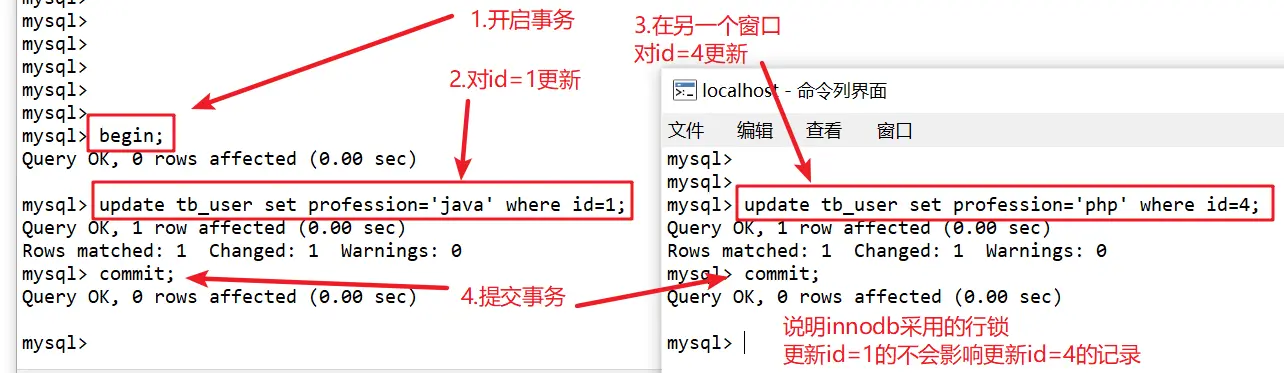 mysql>
mysql>
mysql>
mysql>
mysql>
mysql>
mysql> begin;
Query OK, 0 rows affected (0.00 sec)
mysql> update tb_user set profession='java' where id=1;
Query OK, 1 row affected (0.00 sec)
Rows matched: 1  Changed: 1  Warnings: 0
mysql> commit;
Query OK, 0 rows affected (0.00 sec)
mysql>
1.开启事务
2.对id=1更新
3.在另一个窗口
对id=4更新
4.提交事务
localhost - 命令列界面
文件 编辑 查看 窗口
mysql>
mysql>
mysql> update tb_user set profession='php' where id=4;
Query OK, 1 row affected (0.00 sec)
Rows matched: 1  Changed: 1  Warnings: 0
mysql> commit;
Query OK, 0 rows affected (0.00 sec)
mysql>
说明innodb采用的行锁
更新id=1的不会影响更新id=4的记录